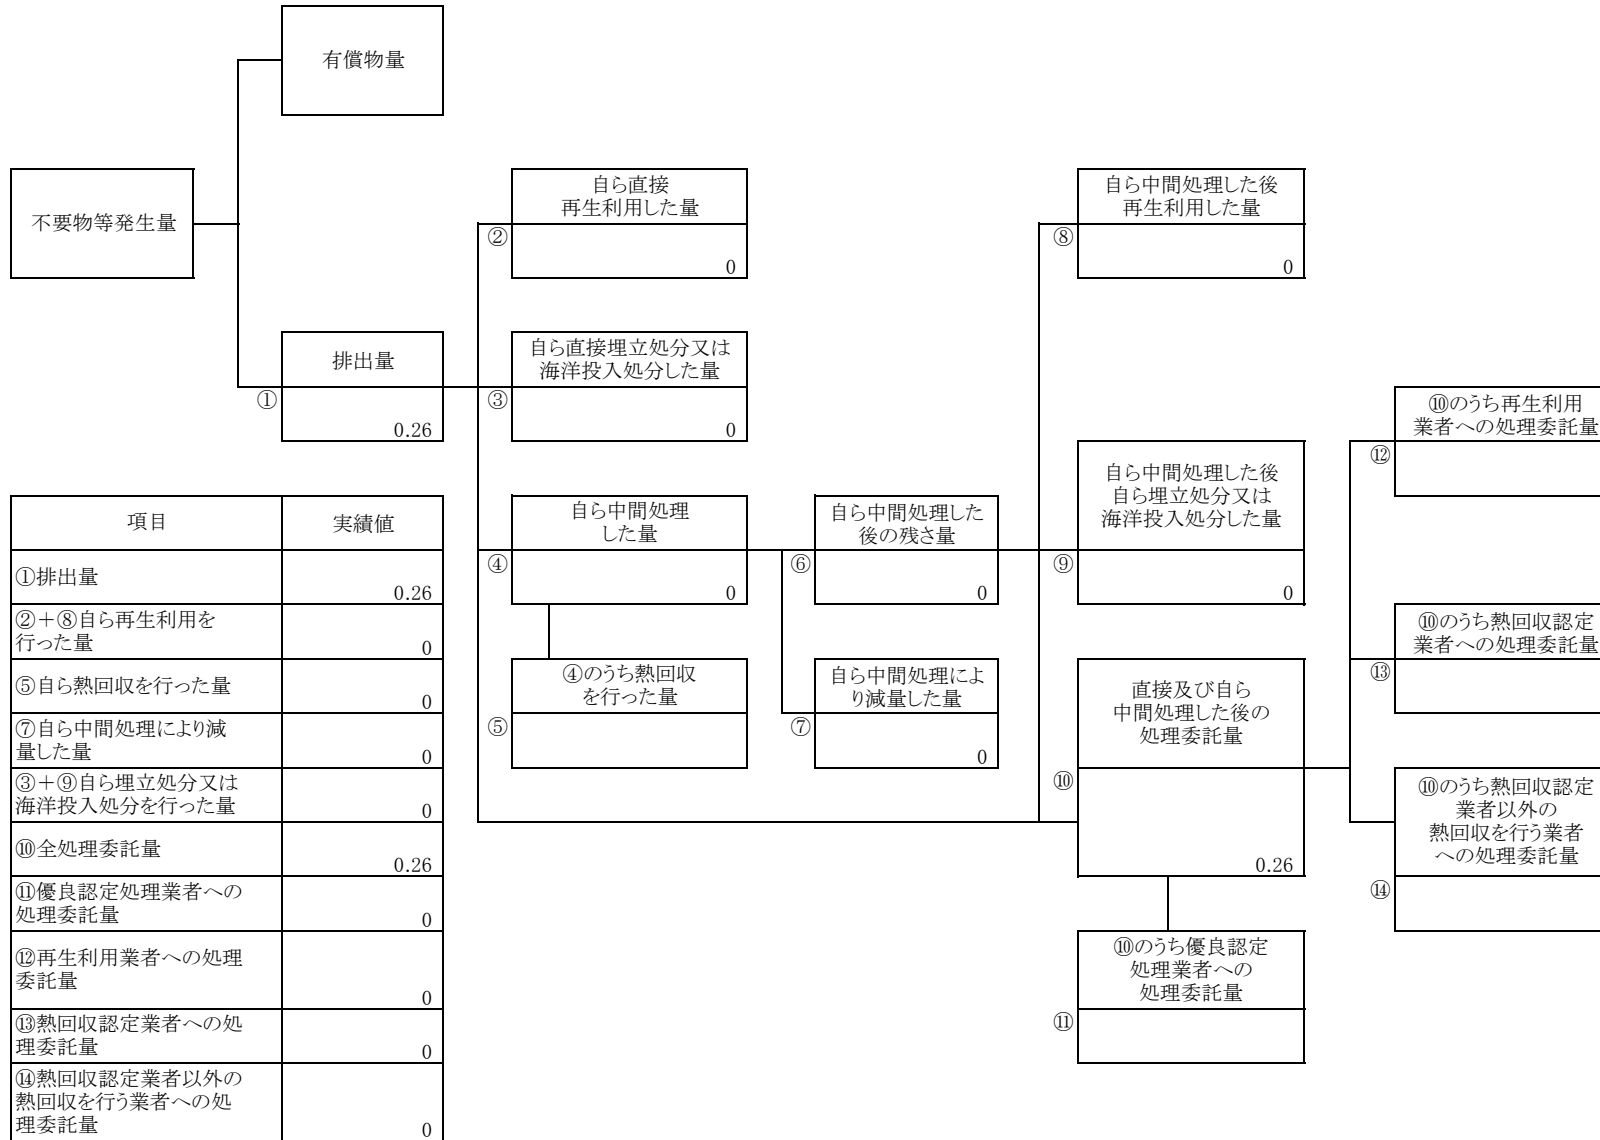 有償物量
不要物等発生量
自ら直接
再生利用した量
②
0
自ら中間処理した後
再生利用した量
⑧
0
排出量
①
0.26
自ら直接埋立処分又は
海洋投入処分した量
③
0
⑩のうち再生利用
業者への処理委託量
⑫
自ら中間処理
した量
④
0
自ら中間処理した
後の残さ量
⑥
0
自ら中間処理した後
自ら埋立処分又は
海洋投入処分した量
⑨
0
⑩のうち熱回収認定
業者への処理委託量
⑬
④のうち熱回収
を行った量
⑤
自ら中間処理によ
り減量した量
⑦
0
直接及び自ら
中間処理した後の
処理委託量
⑩
0.26
⑩のうち熱回収認定
業者以外の
熱回収を行う業者
への処理委託量
⑭
⑩のうち優良認定
処理業者への
処理委託量
⑪
項目 実績値
①排出量
0.26
②+⑧自ら再生利用を
行った量
0
⑤自ら熱回収を行った量
0
⑦自ら中間処理により減
量した量
0
③+⑨自ら埋立処分又は
海洋投入処分を行った量
0
⑩全処理委託量
0.26
⑪優良認定処理業者への
処理委託量
0
⑫再生利用業者への処理
委託量
0
⑬熱回収認定業者への処
理委託量
0
⑭熱回収認定業者以外の
熱回収を行う業者への処
理委託量
0